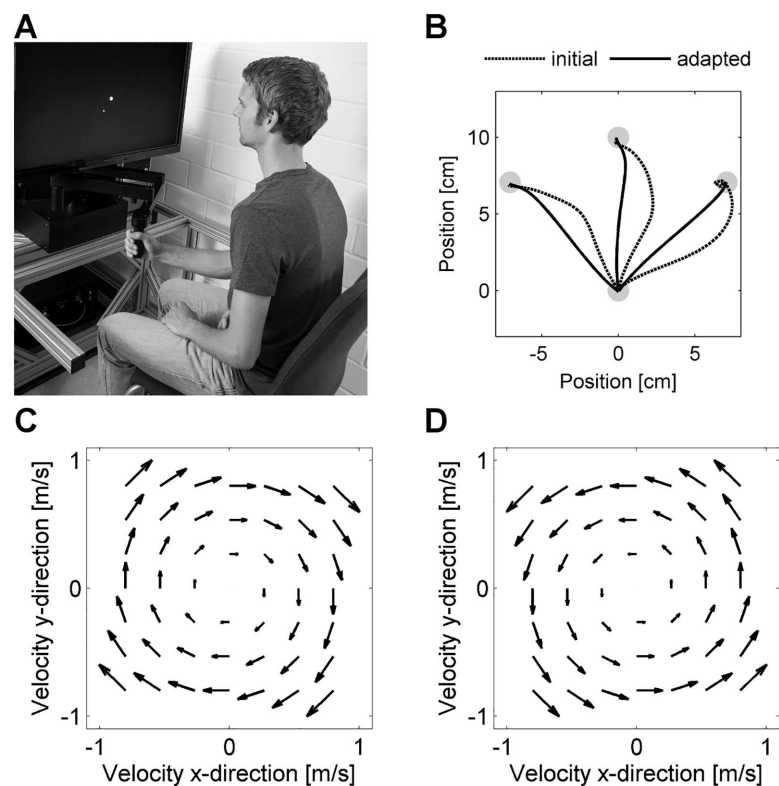 A
B
initial
adapted
Position [cm]
10
5
0
-5
0
5
Position [cm]
C
Velocity y-direction [m/s]
1
0
-1
-1
0
1
Velocity x-direction [m/s]
D
Velocity y-direction [m/s]
1
0
-1
-1
0
1
Velocity x-direction [m/s]